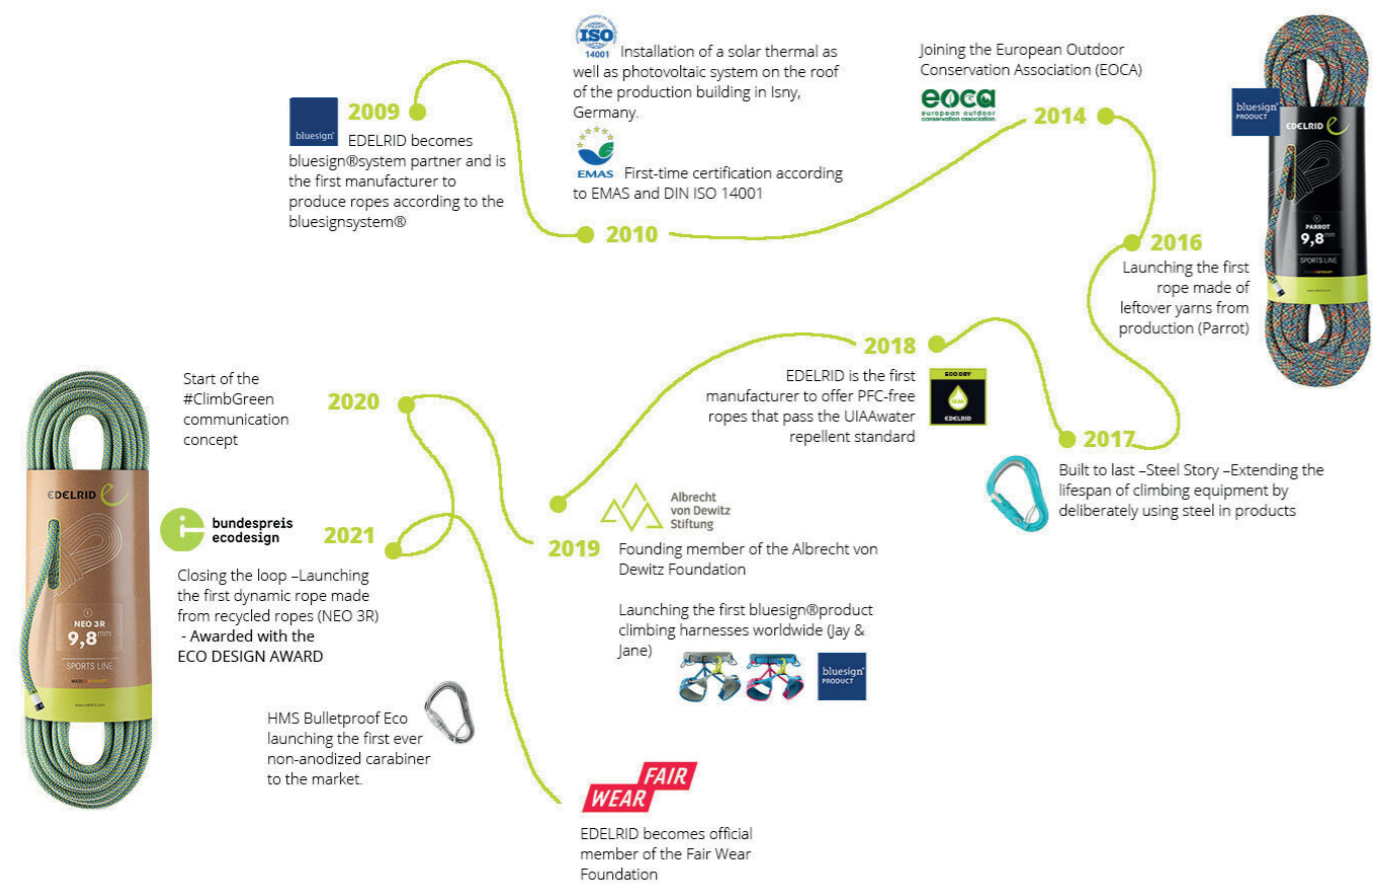 2009
bluesign®
EDELRID becomes
bluesign®system partner and is
the first manufacturer to
produce ropes according to the
bluesignsystem®
ISO
14001
Installation of a solar thermal as
well as photovoltaic system on the roof
of the production building in Isny,
Germany.
EMAS
First-time certification according
to EMAS and DIN ISO 14001
2010
Joining the European Outdoor
Conservation Association (EOCA)
eoca
european outdoor
conservation association
2014
bluesign®
PRODUCT
EDELRID
PARROT
9,8mm
SPORTS LINE
2016
Launching the first
rope made of
leftover yarns from
production (Parrot)
2017
Built to last –Steel Story –Extending the
lifespan of climbing equipment by
deliberately using steel in products
2018
EDELRID is the first
manufacturer to offer PFC-free
ropes that pass the UIAAwater
repellent standard
ECO DRY
EDELRID
Albrecht
von Dewitz
Stiftung
2019
Founding member of the Albrecht von
Dewitz Foundation
Launching the first bluesign®product
climbing harnesses worldwide (Jay &
Jane)
bluesign®
PRODUCT
Start of the
#ClimbGreen
communication
concept
2020
EDELRID
NEO 3R
9,8mm
SPORTS LINE
bundespreis
ecodesign
2021
Closing the loop –Launching
the first dynamic rope made
from recycled ropes (NEO 3R)
- Awarded with the
ECO DESIGN AWARD
HMS Bulletproof Eco
launching the first ever
non-anodized carabiner
to the market.
FAIR
WEAR
EDELRID becomes official
member of the Fair Wear
Foundation